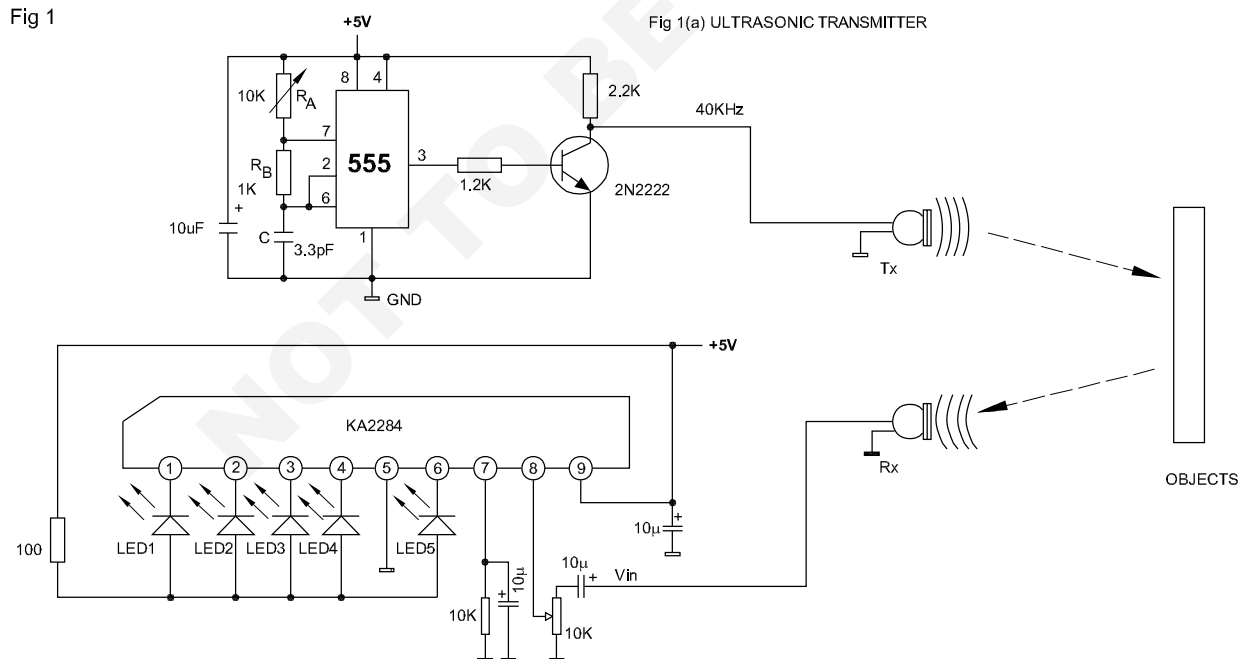 Fig 1
Fig 1(a) ULTRASONIC TRANSMITTER
+5V
8
4
10K
RA
2.2K
40KHz
7
555
RB
2
3
1K
6
1.2K
2N2222
+
10uF
C
3.3pF
1
GND
Tx
+5V
KA2284
1
2
3
4
5
6
7
8
9
Rx
OBJECTS
100
LED1
LED2
LED3
LED4
LED5
10µ
+
10µ
+
Vin
10µ
+
10K
10K
NOT TO BE